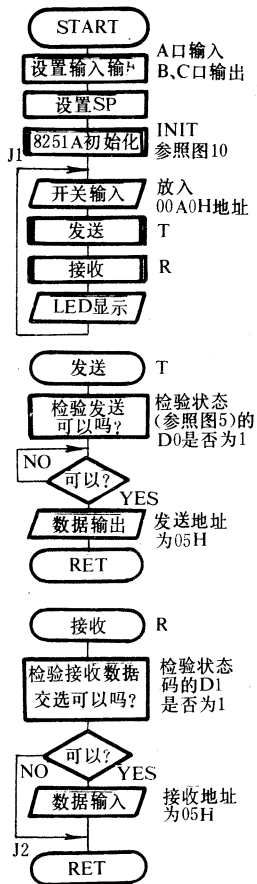 START
设置输入输出
A口输入
B、C口输出
设置SP
8251A初始化
INIT
参照图10
J1
开关输入
放入
00A0H地址
发送
T
接收
R
LED显示
发送
T
检验发送
可以吗?
检验状态
(参照图5)的
D0是否为1
NO
可以?
YES
数据输出
发送地址
为05H
RET
接收
R
检验接收数据
交选可以吗?
检验状态
码的D1
是否为1
可以?
NO
YES
数据输入
接收地址
为05H
J2
RET